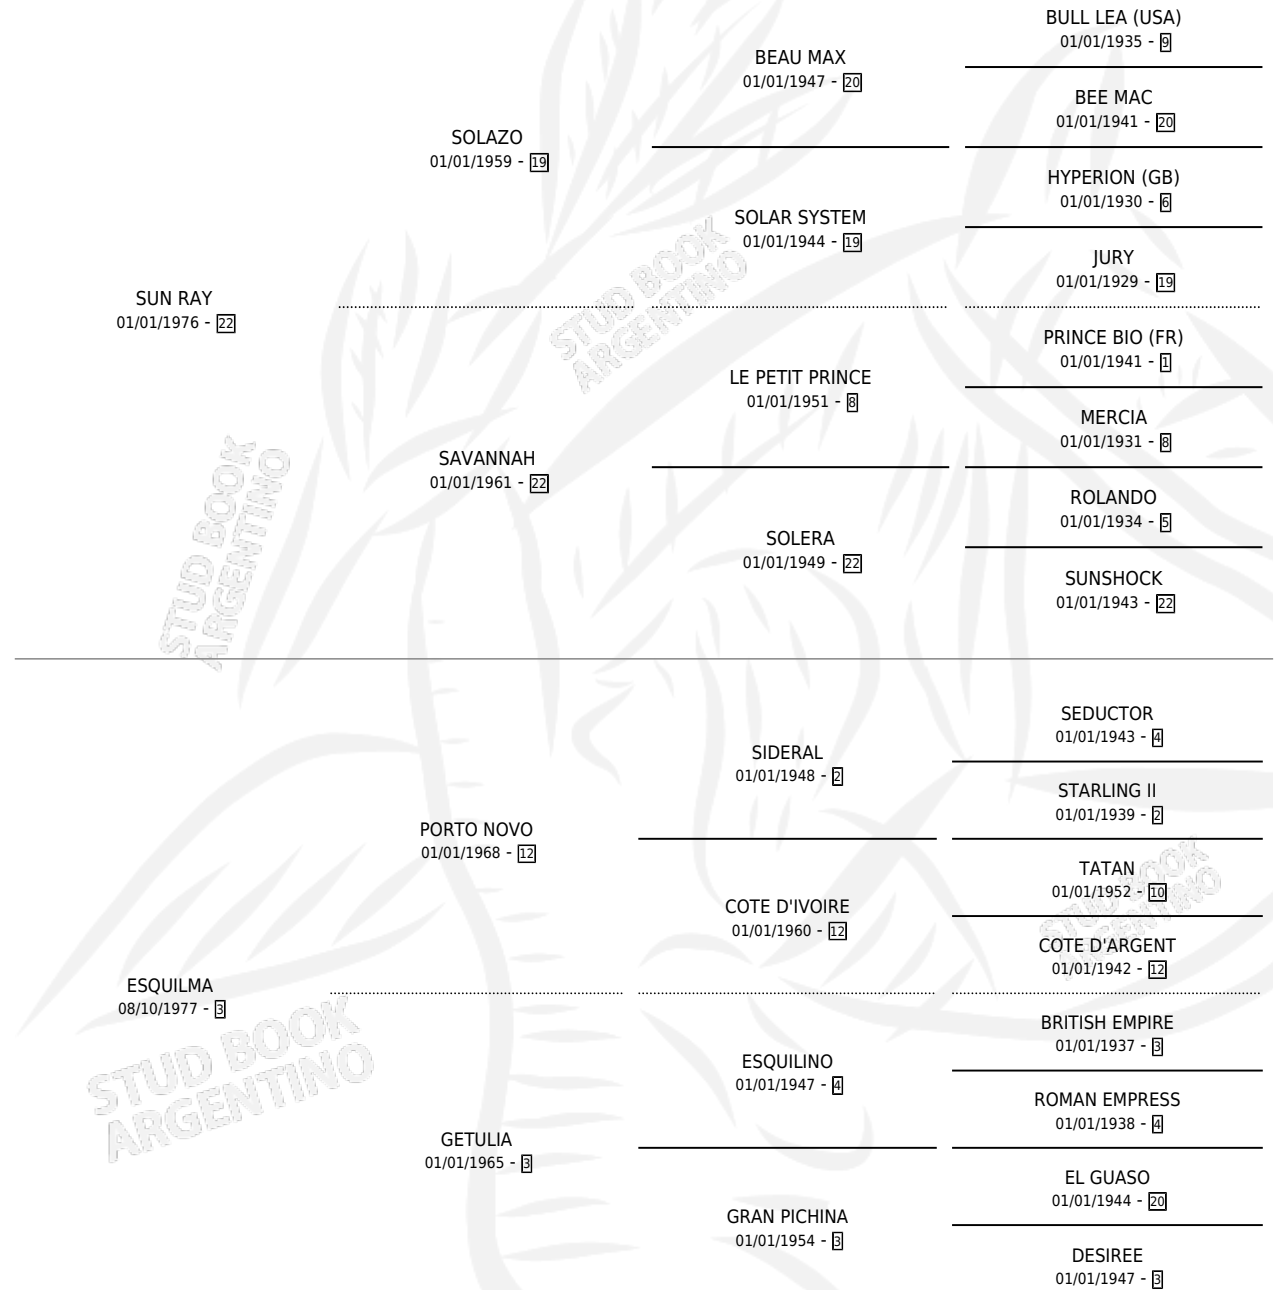 BULL LEA (USA)
01/01/1935 - 9
BEAU MAX
01/01/1947 - 20
BEE MAC
01/01/1941 - 20
SOLAZO
01/01/1959 - 19
HYPERION (GB)
01/01/1930 - 6
SOLAR SYSTEM
01/01/1944 - 19
JURY
01/01/1929 - 19
SUN RAY
01/01/1976 - 22
STUD BOOK
ARGENTINO
PRINCE BIO (FR)
01/01/1941 - 1
LE PETIT PRINCE
01/01/1951 - 8
MERCIA
01/01/1931 - 8
SAVANNAH
01/01/1961 - 22
ROLANDO
01/01/1934 - 5
SOLERA
01/01/1949 - 22
SUNSHOCK
01/01/1943 - 22
STUD BOOK
ARGENTINO
SEDUCTOR
01/01/1943 - 4
SIDERAL
01/01/1948 - 2
STARLING II
01/01/1939 - 2
PORTO NOVO
01/01/1968 - 12
TATAN
01/01/1952 - 10
COTE D'IVOIRE
01/01/1960 - 12
COTE D'ARGENT
01/01/1942 - 12
STUD BOOK
ARGENTINO
ESQUILMA
08/10/1977 - 3
BRITISH EMPIRE
01/01/1937 - 3
ESQUILINO
01/01/1947 - 4
ROMAN EMPRESS
01/01/1938 - 4
STUD BOOK
ARGENTINO
GETULIA
01/01/1965 - 3
EL GUASO
01/01/1944 - 20
GRAN PICHINA
01/01/1954 - 3
DESIREE
01/01/1947 - 3